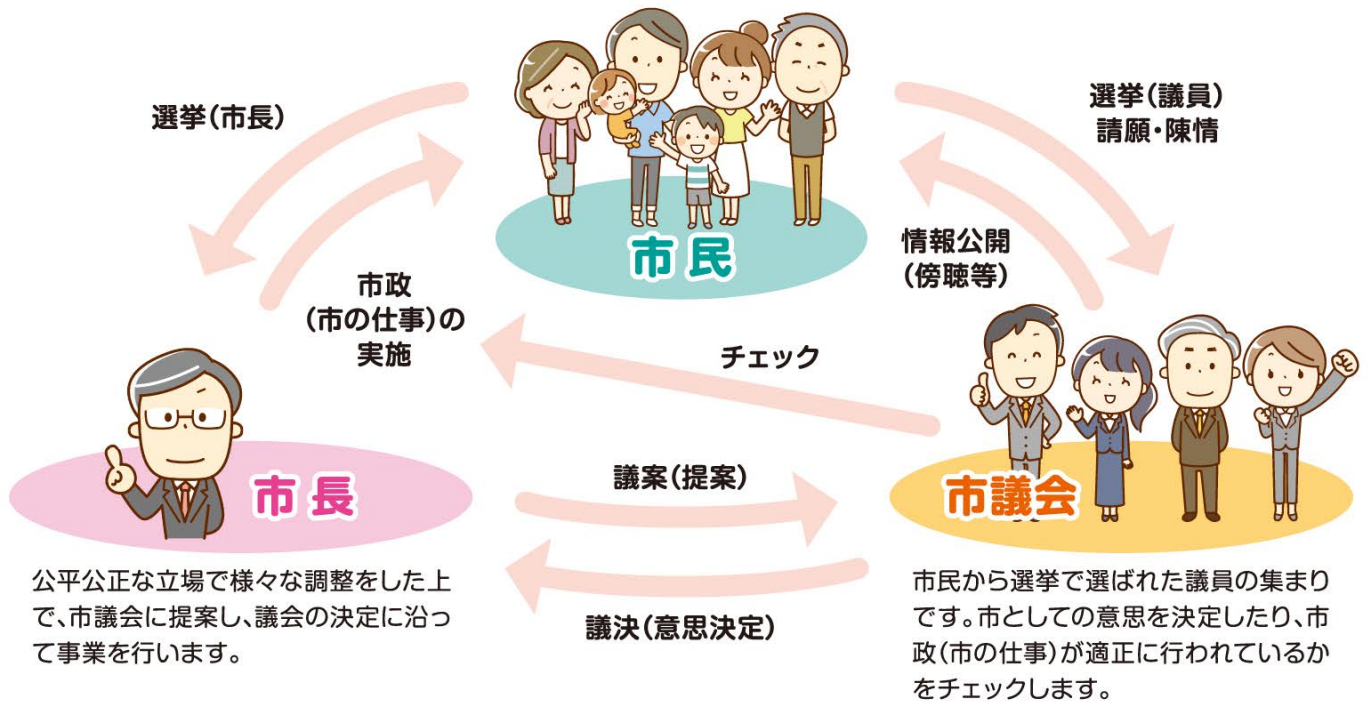 選挙(市長)
選挙(議員)
請願・陳情
市民
情報公開
(傍聴等)
市政
(市の仕事)の
実施
チェック
市長
議案(提案)
市議会
議決(意思決定)
公平公正な立場で様々な調整をした上
で、市議会に提案し、議会の決定に沿っ
て事業を行います。
市民から選挙で選ばれた議員の集まり
です。市としての意思を決定したり、市
政(市の仕事)が適正に行われているか
をチェックします。